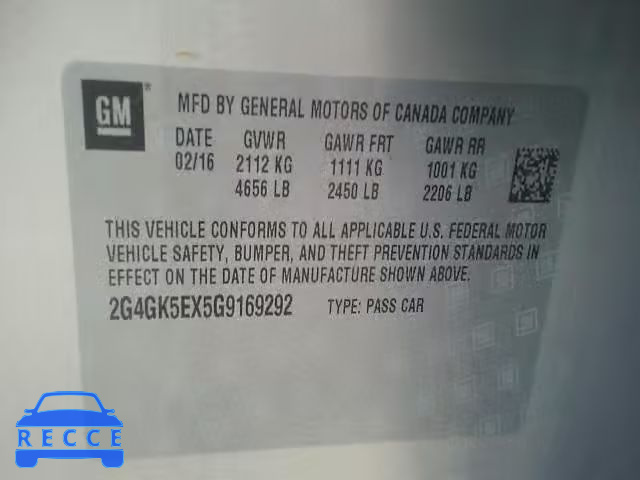 GM®
MFD BY GENERAL MOTORS OF CANADA COMPANY
DATE GVWR GAWR FRT GAWR RR
02/16 2112 KG 1111 KG 1001 KG
4656 LB 2450 LB 2206 LB
THIS VEHICLE CONFORMS TO ALL APPLICABLE U.S. FEDERAL MOTOR
VEHICLE SAFETY, BUMPER, AND THEFT PREVENTION STANDARDS IN
EFFECT ON THE DATE OF MANUFACTURE SHOWN ABOVE.
2G4GK5EX5G9169292 TYPE: PASS CAR
RECCE